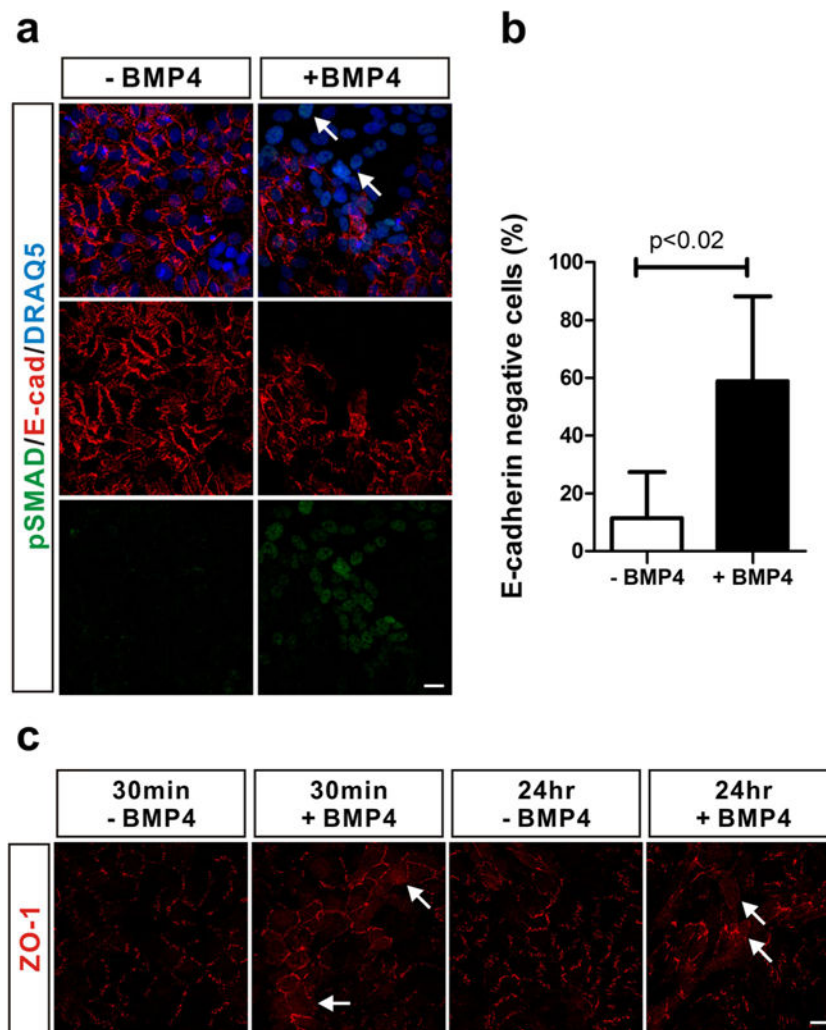 a
- BMP4
+BMP4
pSMAD/E-cad/DRAQ5
b
p<0.02
E-cadherin negative cells (%)
100
80
60
40
20
0
- BMP4
+ BMP4
c
30min
- BMP4
30min
+ BMP4
24hr
- BMP4
24hr
+ BMP4
ZO-1